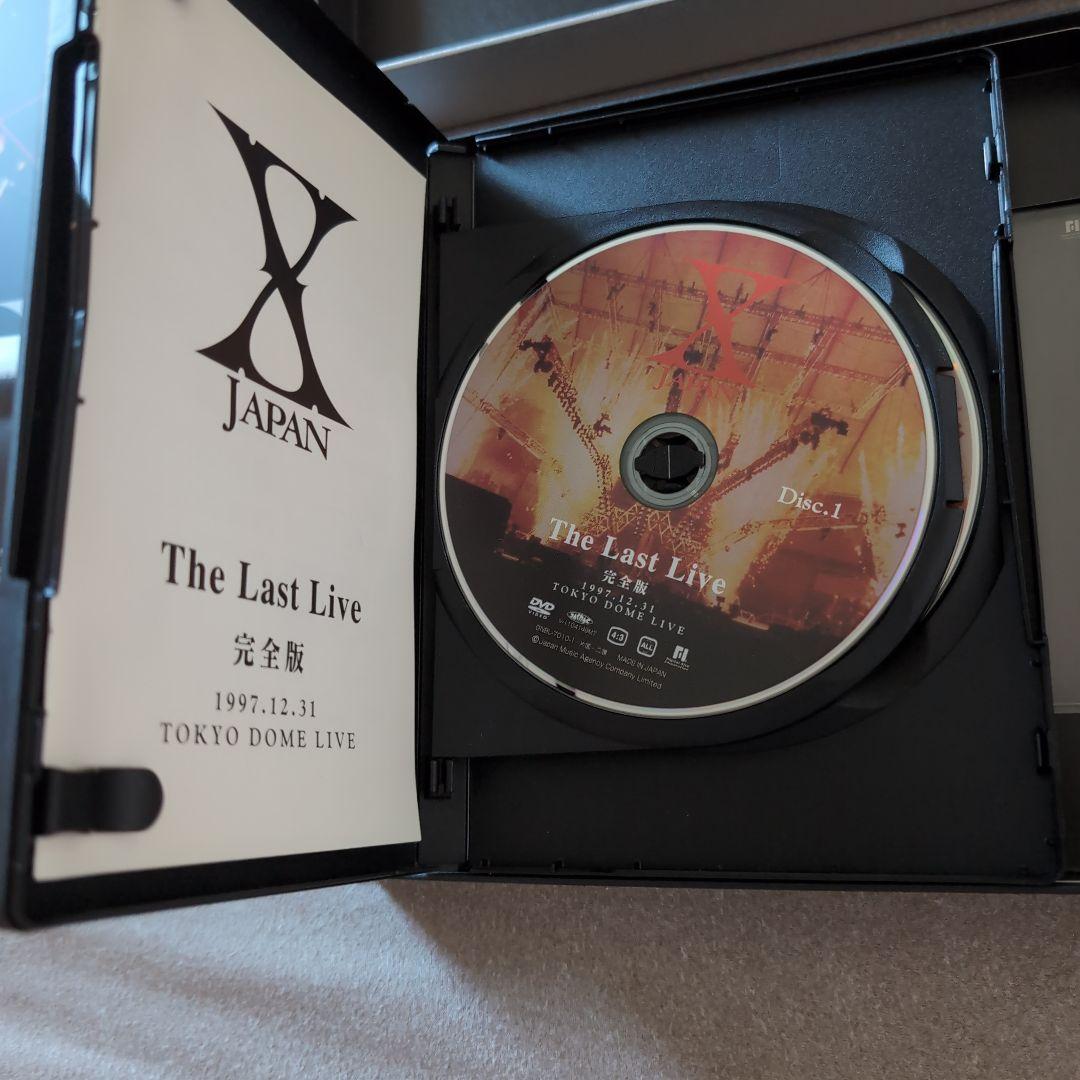 X
JAPAN
The Last Live
完全版
1997.12.31
TOKYO DOME LIVE
X
JAPAN
Disc.1
The Last Live
完全版
1997.12.31
TOKYO DOME LIVE
DVD
VIDEO
4:3
ALL
MADE IN JAPAN
©Japan Music Agency Company Limited